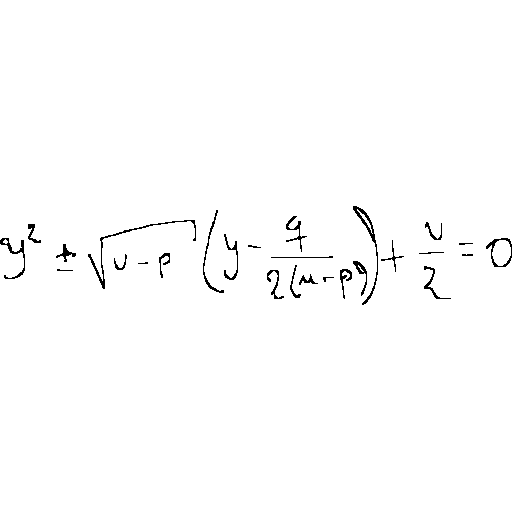 y² ± √(u − p) (y − q/(2(u − p))) + u/2 = 0